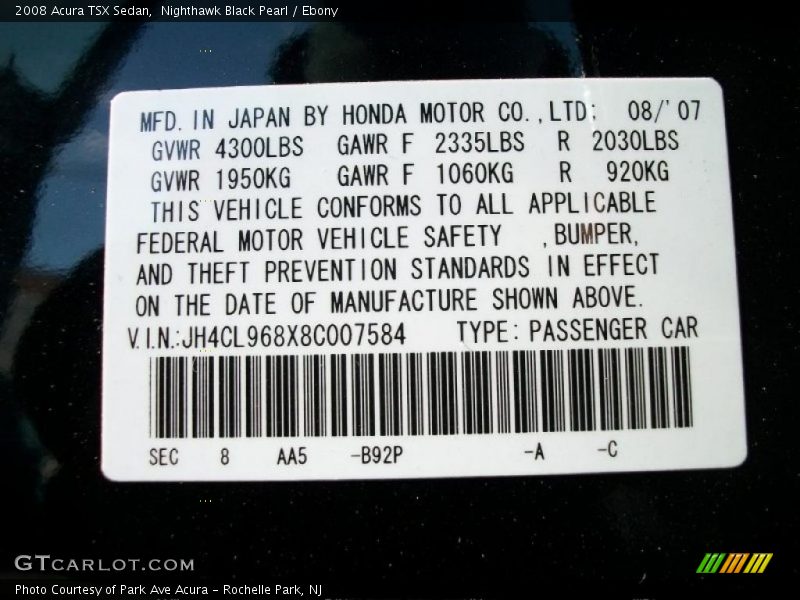 2008 Acura TSX Sedan, Nighthawk Black Pearl / Ebony
MFD. IN JAPAN BY HONDA MOTOR CO.,LTD: 08/'07
GVWR 4300LBS GAWR F 2335LBS R 2030LBS
GVWR 1950KG GAWR F 1060KG R 920KG
THIS VEHICLE CONFORMS TO ALL APPLICABLE
FEDERAL MOTOR VEHICLE SAFETY ,BUMPER,
AND THEFT PREVENTION STANDARDS IN EFFECT
ON THE DATE OF MANUFACTURE SHOWN ABOVE.
V.I.N.:JH4CL968X8C007584 TYPE: PASSENGER CAR
SEC 8 AA5 -B92P -A -C
GTCARLOT.COM
Photo Courtesy of Park Ave Acura - Rochelle Park, NJ